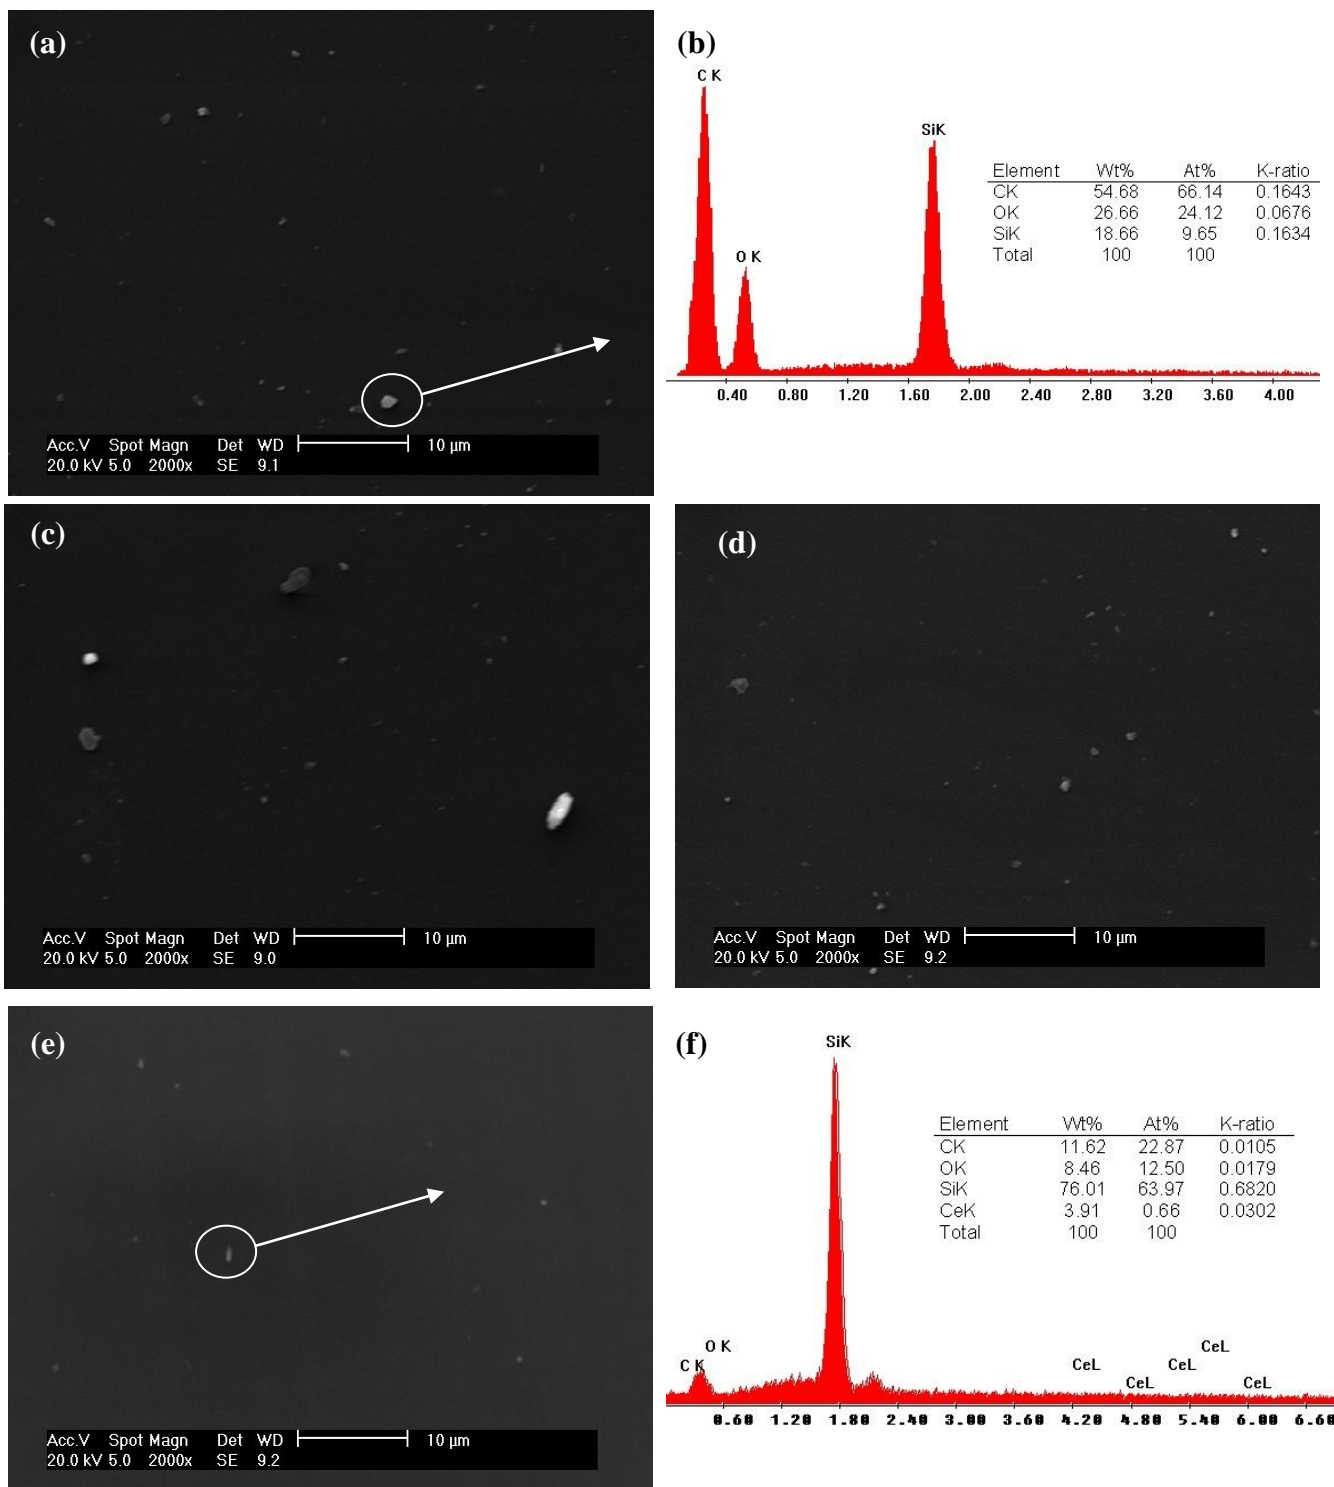 (a)
Acc.V Spot Magn Det WD 10 µm
20.0 kV 5.0 2000x SE 9.1
(b)
C K
SiK
O K
Element Wt% At% K-ratio
CK 54.68 66.14 0.1643
OK 26.66 24.12 0.0676
SiK 18.66 9.65 0.1634
Total 100 100
0.40 0.80 1.20 1.60 2.00 2.40 2.80 3.20 3.60 4.00
(c)
Acc.V Spot Magn Det WD 10 µm
20.0 kV 5.0 2000x SE 9.0
(d)
Acc.V Spot Magn Det WD 10 µm
20.0 kV 5.0 2000x SE 9.2
(e)
Acc.V Spot Magn Det WD 10 µm
20.0 kV 5.0 2000x SE 9.2
(f)
SiK
Element Wt% At% K-ratio
CK 11.62 22.87 0.0105
OK 8.46 12.50 0.0179
SiK 76.01 63.97 0.6820
CeK 3.91 0.66 0.0302
Total 100 100
O K
C K
CeL
CeL
CeL
CeL
CeL
0.60 1.20 1.80 2.40 3.00 3.60 4.20 4.80 5.40 6.00 6.60